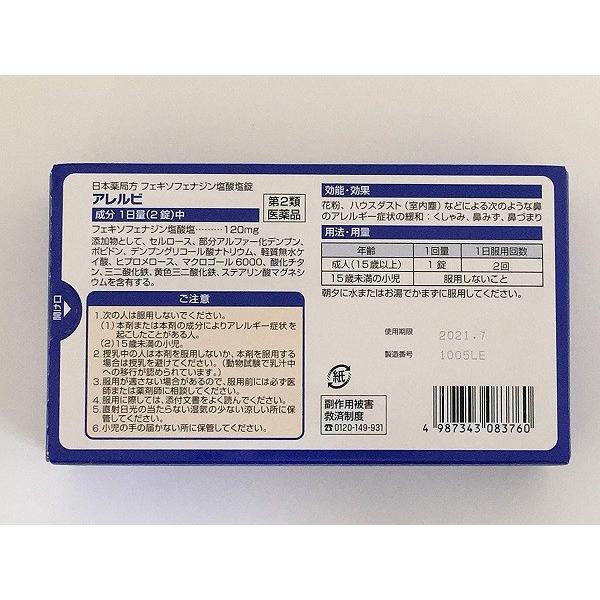 日本薬局方 フェキソフェナジン塩酸塩錠
アレルビ
第2類
医薬品
成分 1日量(2錠)中
フェキソフェナジン塩酸塩………120mg
添加物として、セルロース、部分アルファー化デンプン、
ポビドン、デンプングリコール酸ナトリウム、軽質無水ケ
イ酸、ヒプロメロース、マクロゴール6000、酸化チタ
ン、三二酸化鉄、黄色三二酸化鉄、ステアリン酸マグネシ
ウムを含有する。
ご注意
1.次の人は服用しないでください。
(1)本剤または本剤の成分によりアレルギー症状を
起こしたことがある人。
(2)15歳未満の小児。
2.授乳中の人は本剤を服用しないか、本剤を服用する
場合は授乳を避けてください。(動物試験で乳汁中
への移行が認められています。)
3.服用が適さない場合があるので、服用前には必ず医
師または薬剤師に相談してください。
4.服用に際しては、添付文書をよく読んでください。
5.直射日光の当たらない湿気の少ない涼しい所に保
管してください。
6.小児の手の届かない所に保管してください。
開け口
効能・効果
花粉、ハウスダスト(室内塵)などによる次のような鼻
のアレルギー症状の緩和:くしゃみ、鼻みず、鼻づまり
用法・用量
年齢 1回量 1日服用回数
成人(15歳以上) 1錠 2回
15歳未満の小児 服用しないこと
朝夕に水またはお湯でかまずに服用してください。
使用期限 2021.7
製造番号 1005LE
紙
副作用被害
救済制度
☎0120-149-931
4 987343 083760